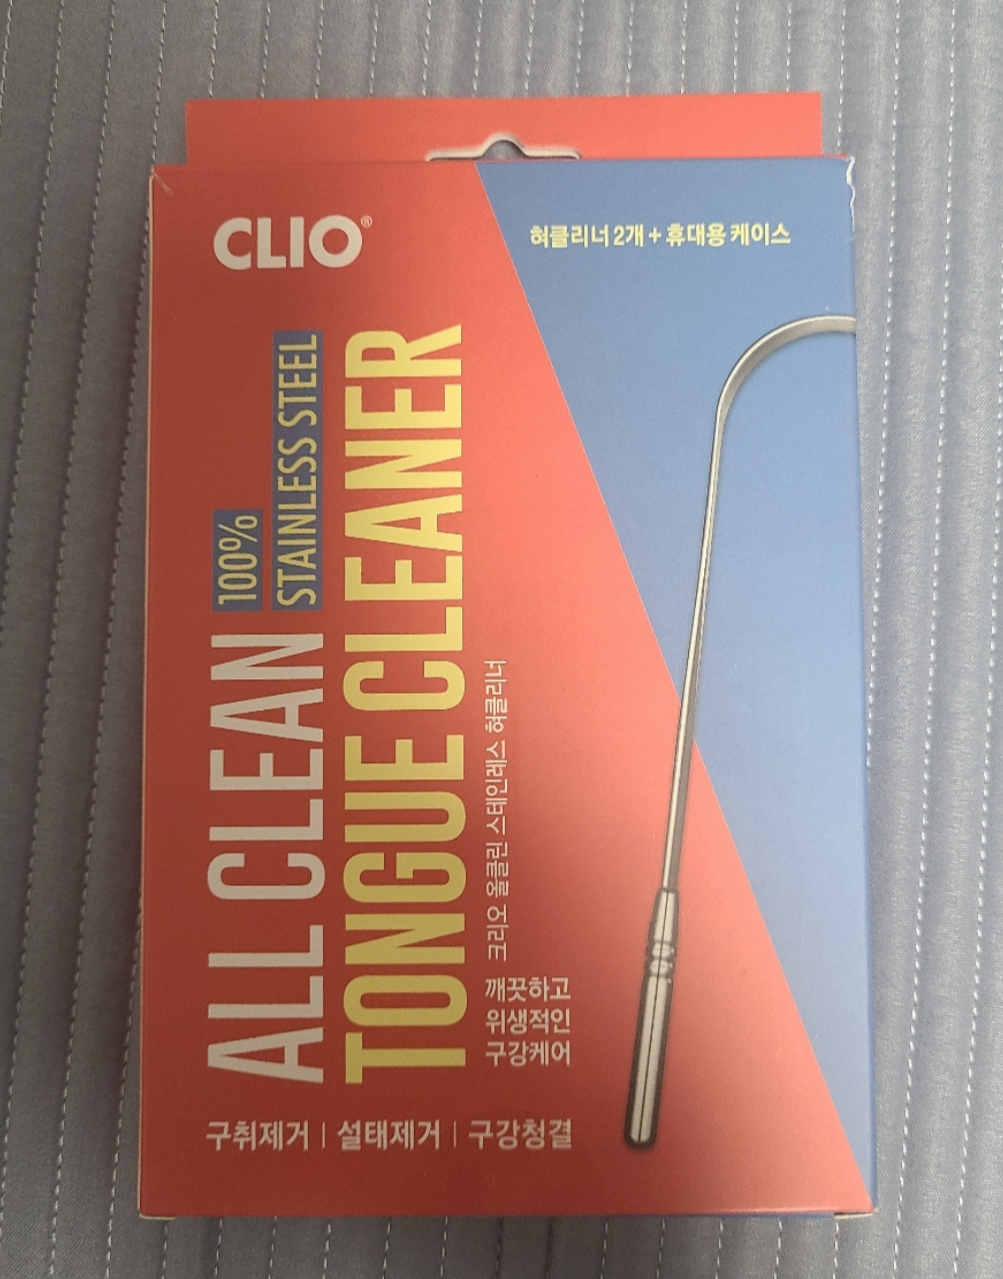 CLIO®
혀클리너 2개 + 휴대용 케이스
100%
STAINLESS STEEL
ALL CLEAN
TONGUE CLEANER
크리오 올클린 스테인레스 혀클리너
깨끗하고
위생적인
구강케어
구취제거 | 설태제거 | 구강청결